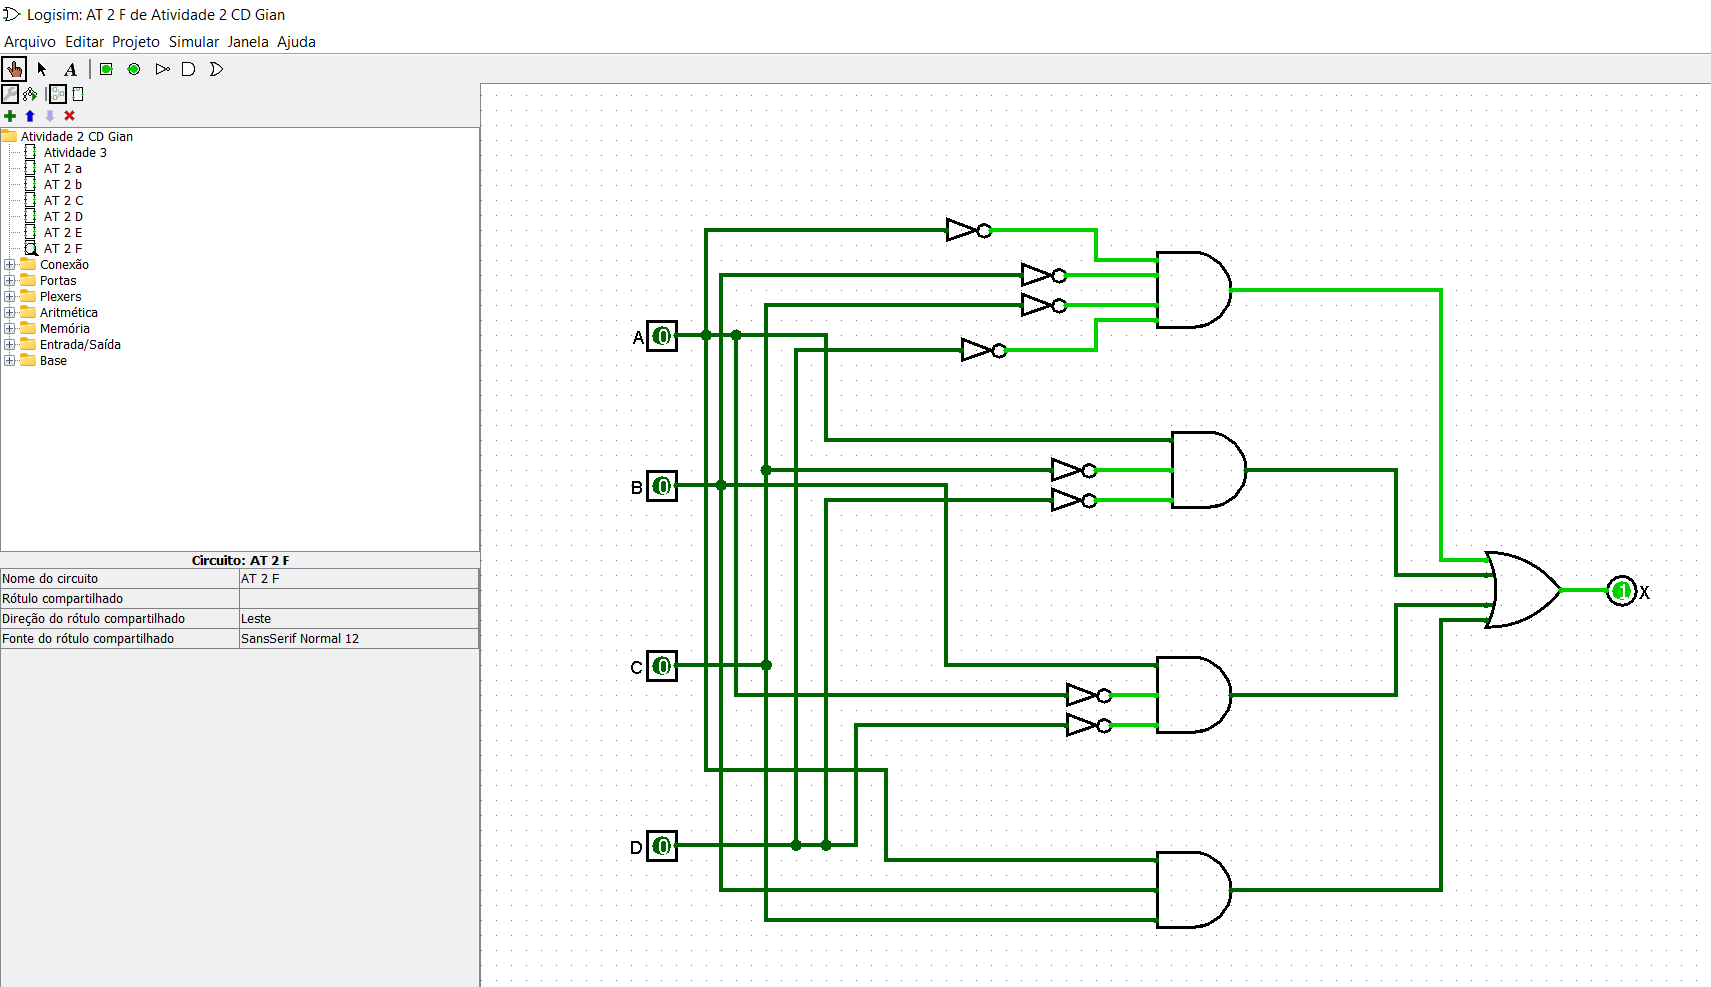 Logisim: AT 2 F de Atividade 2 CD Gian
Arquivo Editar Projeto Simular Janela Ajuda
A
Atividade 2 CD Gian
Atividade 3
AT 2 a
AT 2 b
AT 2 C
AT 2 D
AT 2 E
AT 2 F
Conexão
Portas
Plexers
Aritmética
Memória
Entrada/Saída
Base
Circuito: AT 2 F
Nome do circuito AT 2 F
Rótulo compartilhado
Direção do rótulo compartilhado Leste
Fonte do rótulo compartilhado SansSerif Normal 12
A 0
B 0
C 0
D 0
1 X